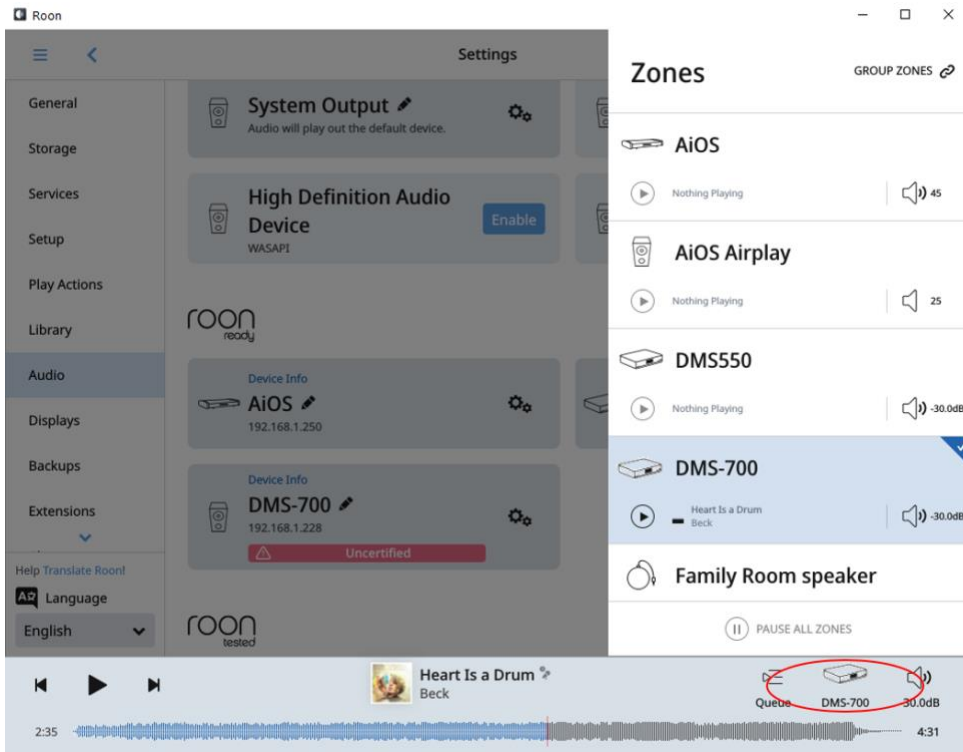 Roon
Settings
General
Storage
Services
Setup
Play Actions
Library
Audio
Displays
Backups
Extensions
Help Translate Roon!
Language
English
System Output
Audio will play out the default device.
High Definition Audio
Device
WASAPI
Enable
roon
ready
Device Info
AiOS
192.168.1.250
Device Info
DMS-700
192.168.1.228
Uncertified
roon
tested
Zones
GROUP ZONES
AiOS
Nothing Playing
45
AiOS Airplay
Nothing Playing
25
DMS550
Nothing Playing
-30.0dB
DMS-700
Heart Is a Drum
Beck
-30.0dB
Family Room speaker
PAUSE ALL ZONES
Heart Is a Drum
Beck
Queue
DMS-700
30.0dB
2:35
4:31